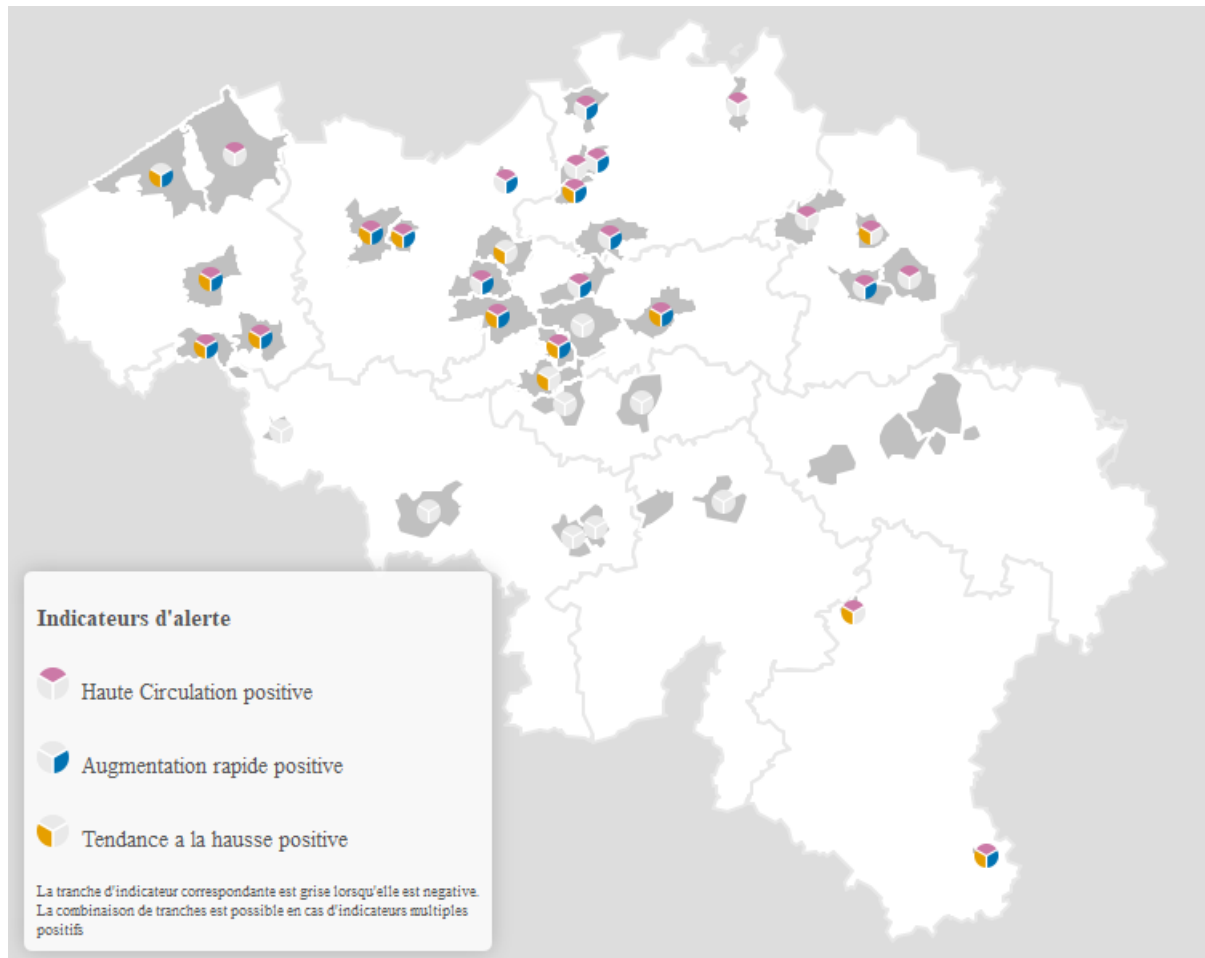 Indicateurs d'alerte
Haute Circulation positive
Augmentation rapide positive
Tendance a la hausse positive
La tranche d'indicateur correspondante est grise lorsqu'elle est negative.
La combinaison de tranches est possible en cas d'indicateurs multiples
positifs